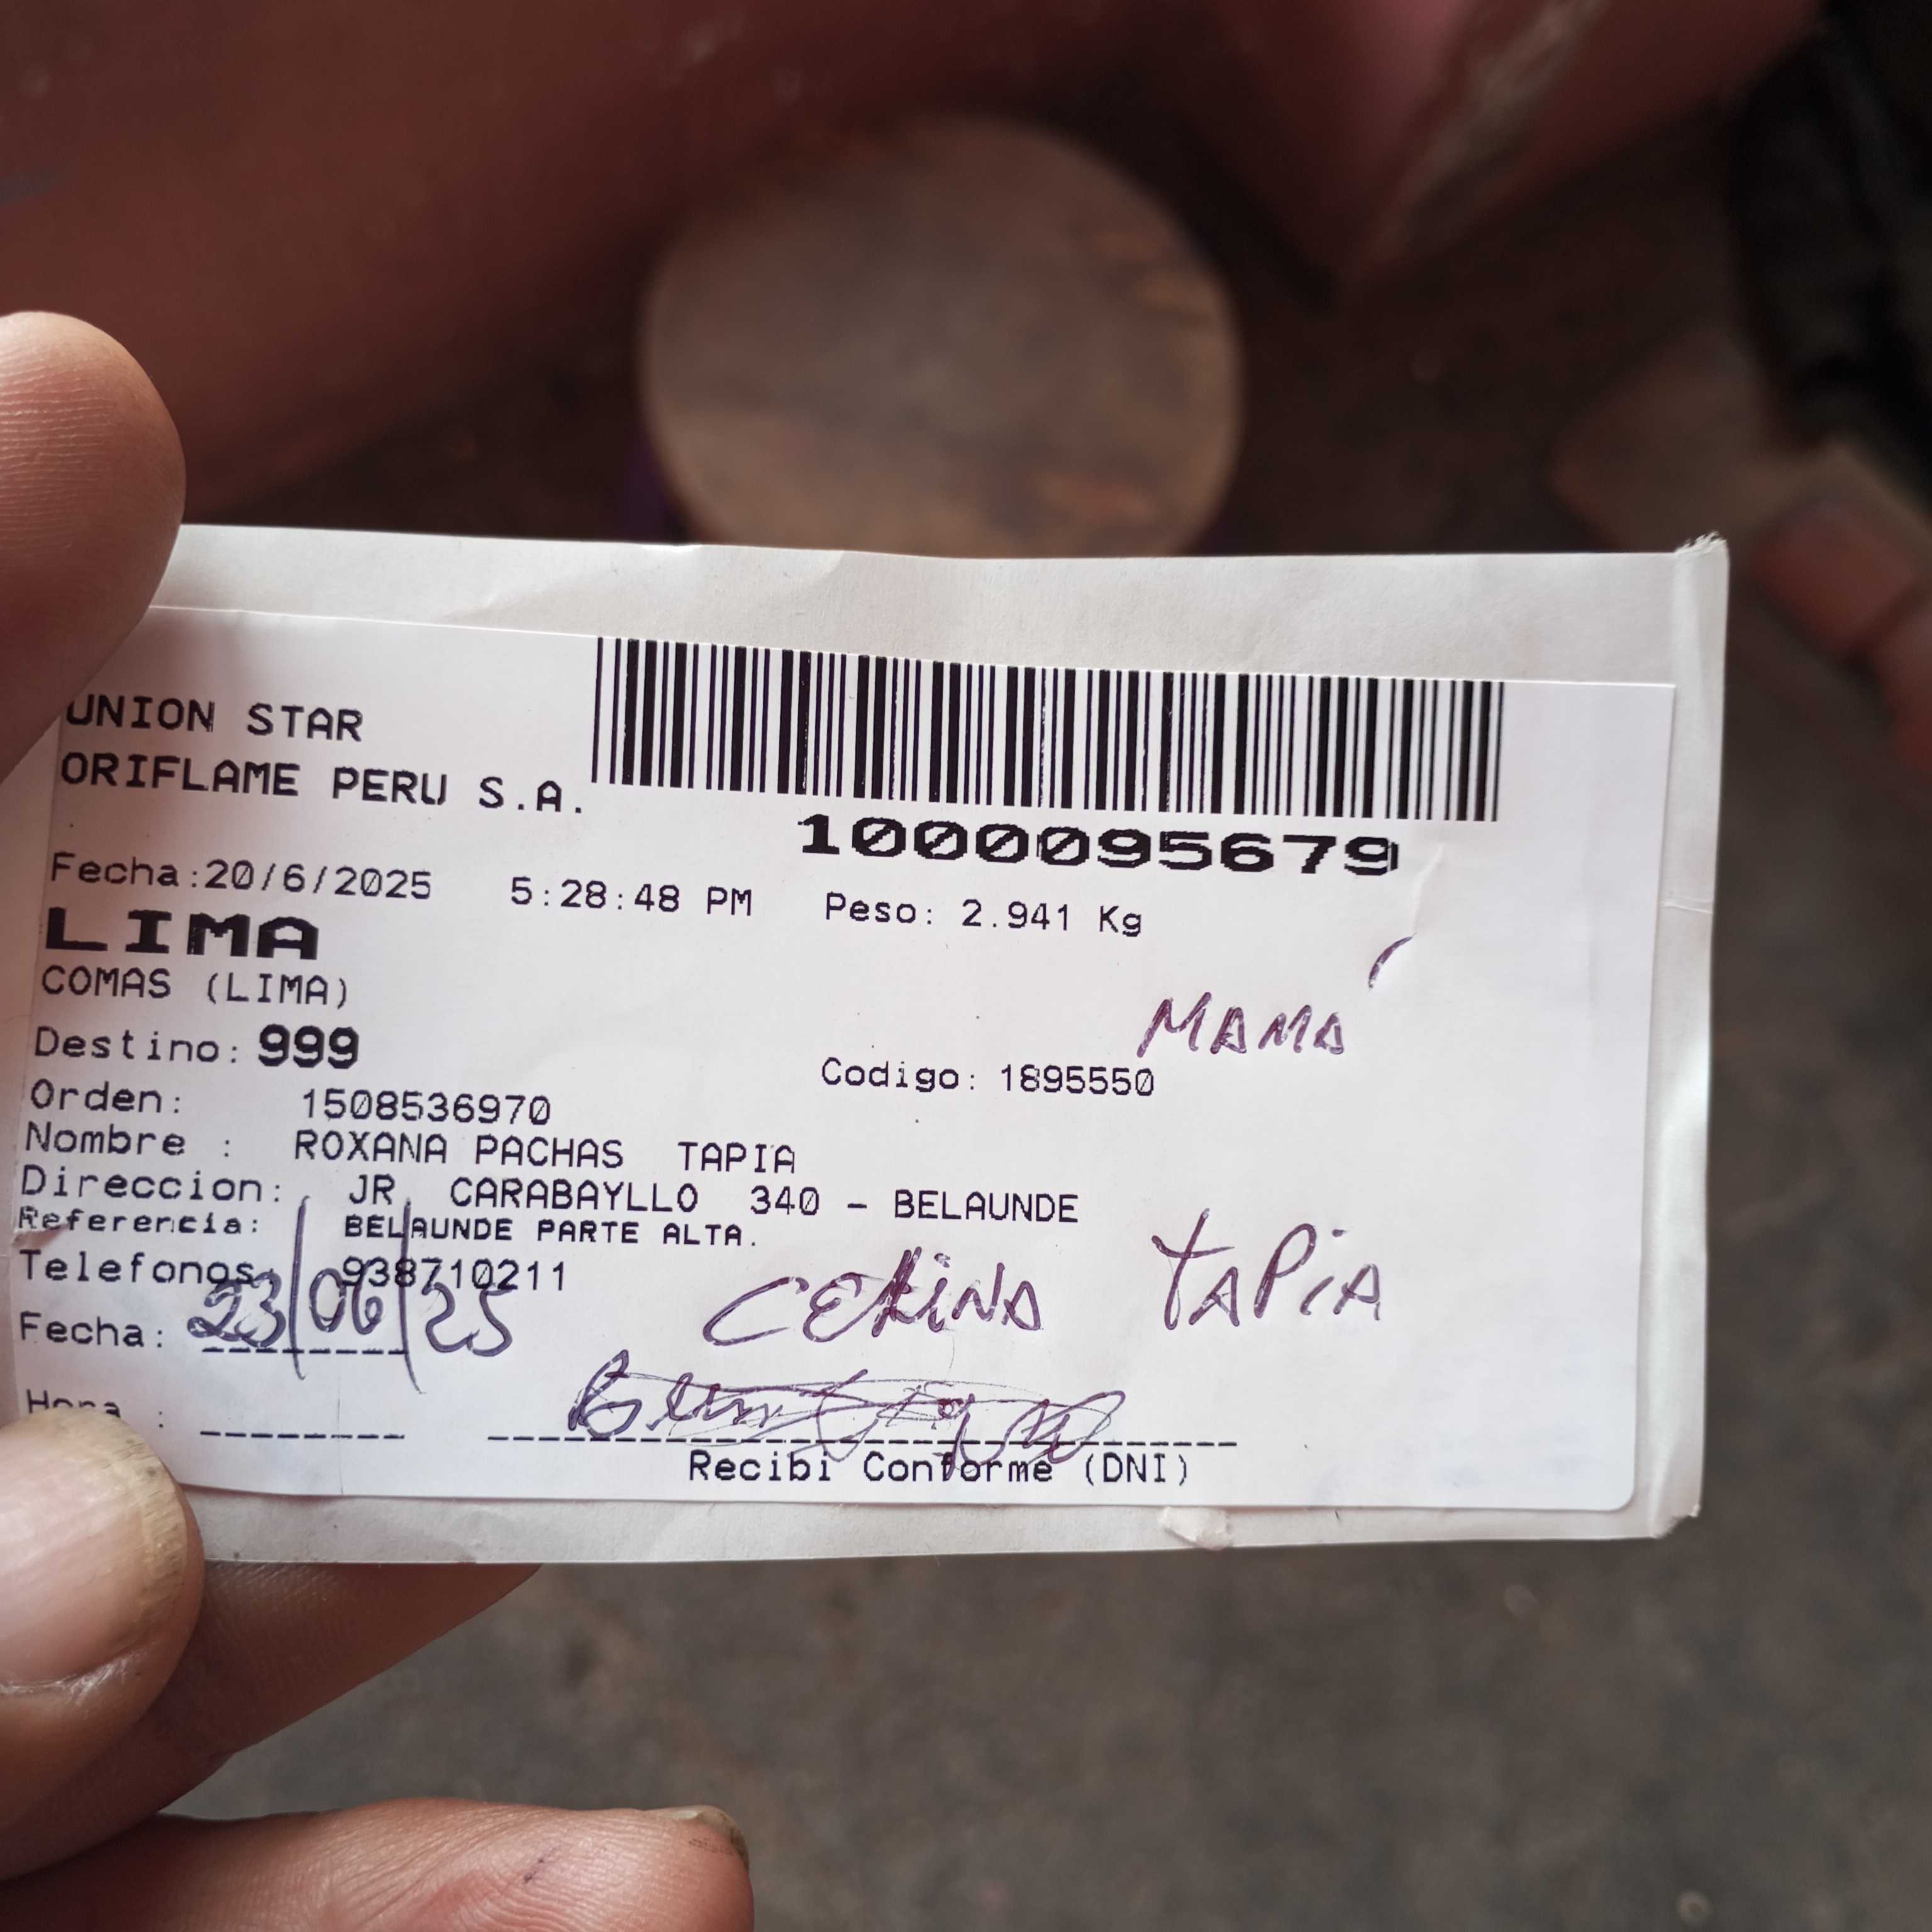 UNION STAR
ORIFLAME PERU S.A.
1000095679
Fecha:20/6/2025 5:28:48 PM Peso: 2.941 Kg
LIMA
COMAS (LIMA)
MAMÁ
Destino: 999
Codigo: 1895550
Orden: 1508536970
Nombre : ROXANA PACHAS TAPIA
Direccion: JR. CARABAYLLO 340 - BELAUNDE
Referencia: BELAUNDE PARTE ALTA.
Telefonos: 938710211
Fecha: 23/06/25
TAPIA
Hora :
Recibi Conforme (DNI)